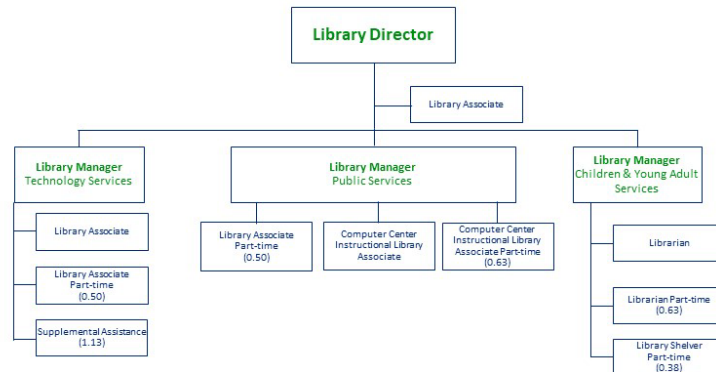 Library Director
Library Associate
Library Manager
Technology Services
Library Manager
Public Services
Library Manager
Children & Young Adult
Services
Library Associate
Library Associate
Part-time
(0.50)
Supplemental Assistance
(1.13)
Library Associate
Part-time
(0.50)
Computer Center
Instructional Library
Associate
Computer Center
Instructional Library
Associate Part-time
(0.63)
Librarian
Librarian Part-time
(0.63)
Library Shelver
Part-time
(0.38)